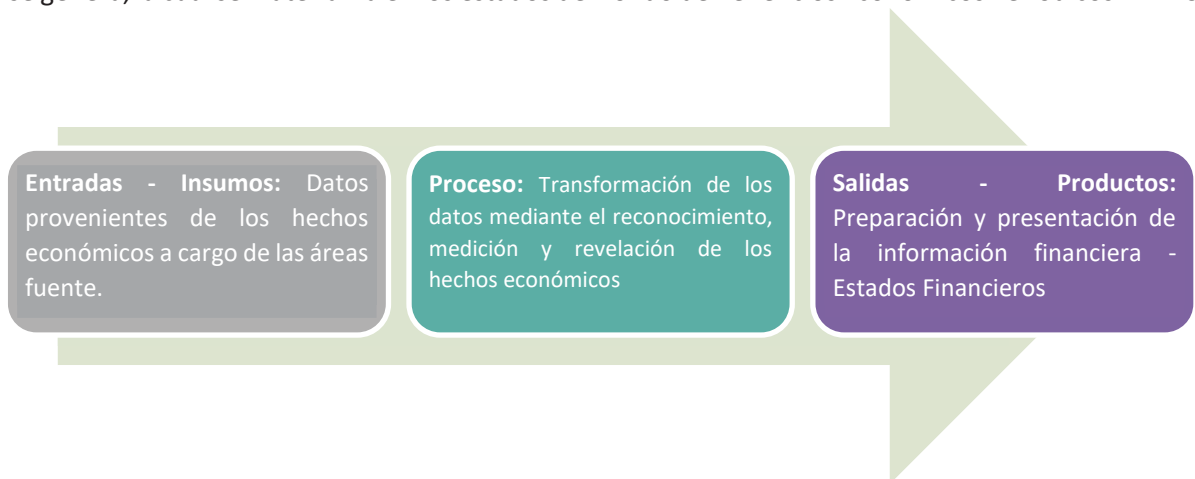 Entradas - Insumos: Datos
provenientes de los hechos
económicos a cargo de las áreas
fuente.
Proceso: Transformación de los
datos mediante el reconocimiento,
medición y revelación de los
hechos económicos
Salidas - Productos:
Preparación y presentación de
la información financiera -
Estados Financieros